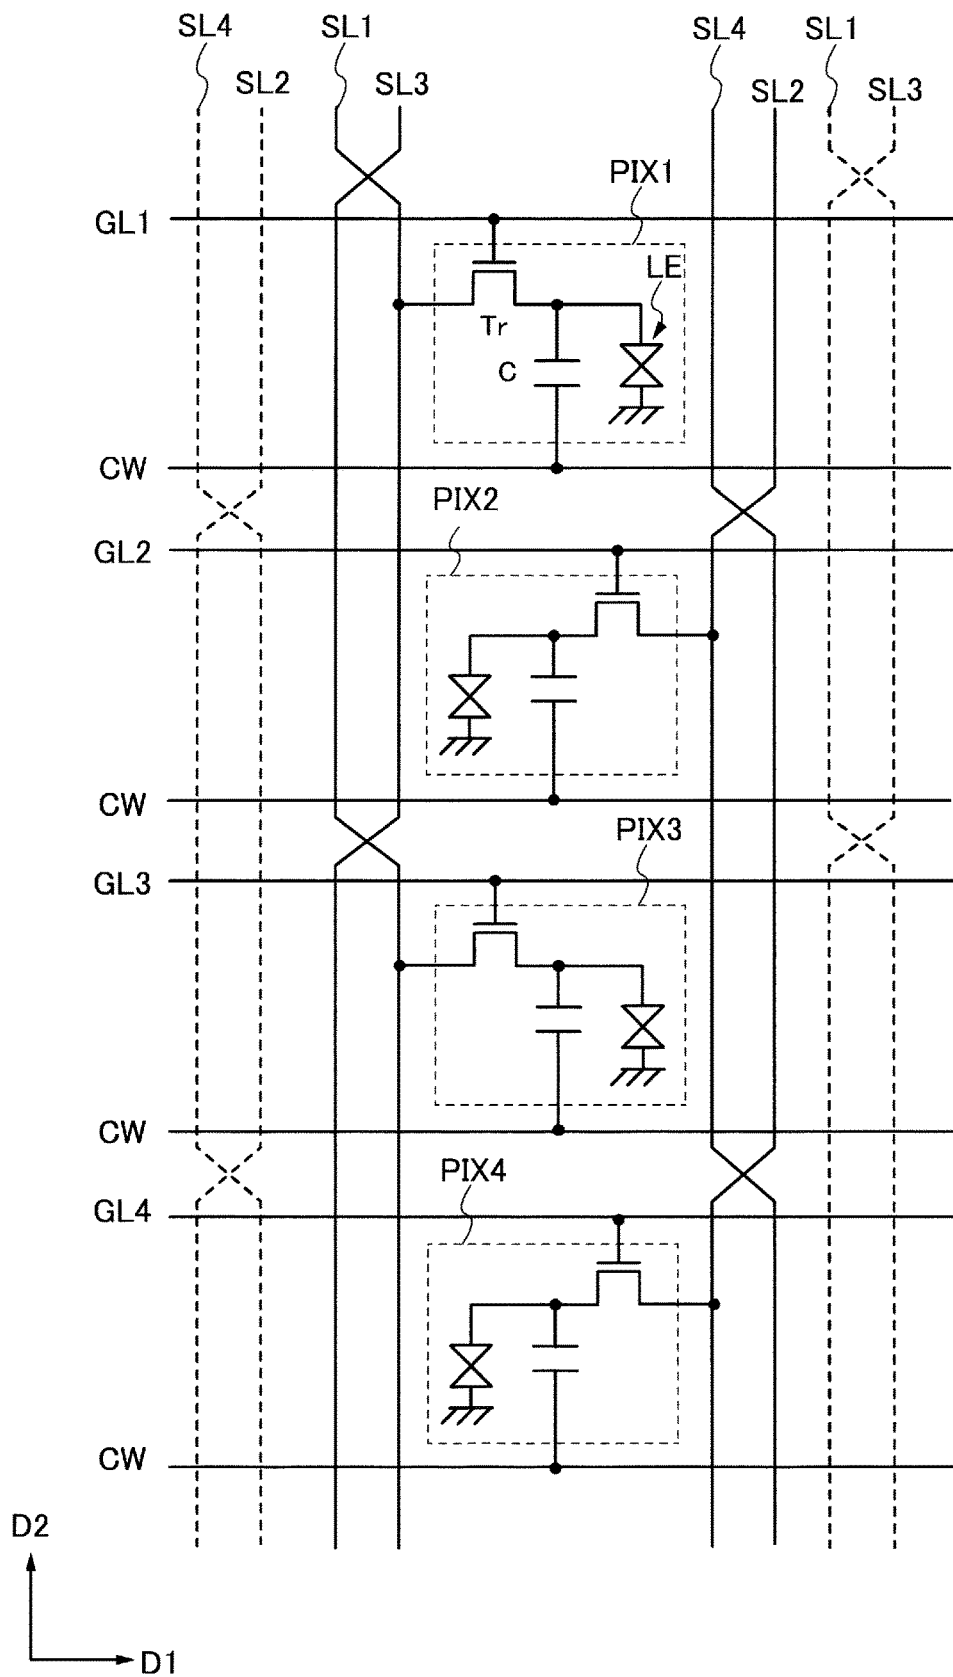 SL4 SL1 SL4 SL1
SL2 SL3 SL2 SL3
PIX1
GL1
LE
Tr
C
CW
PIX2
GL2
CW
PIX3
GL3
CW
PIX4
GL4
CW
D2
D1